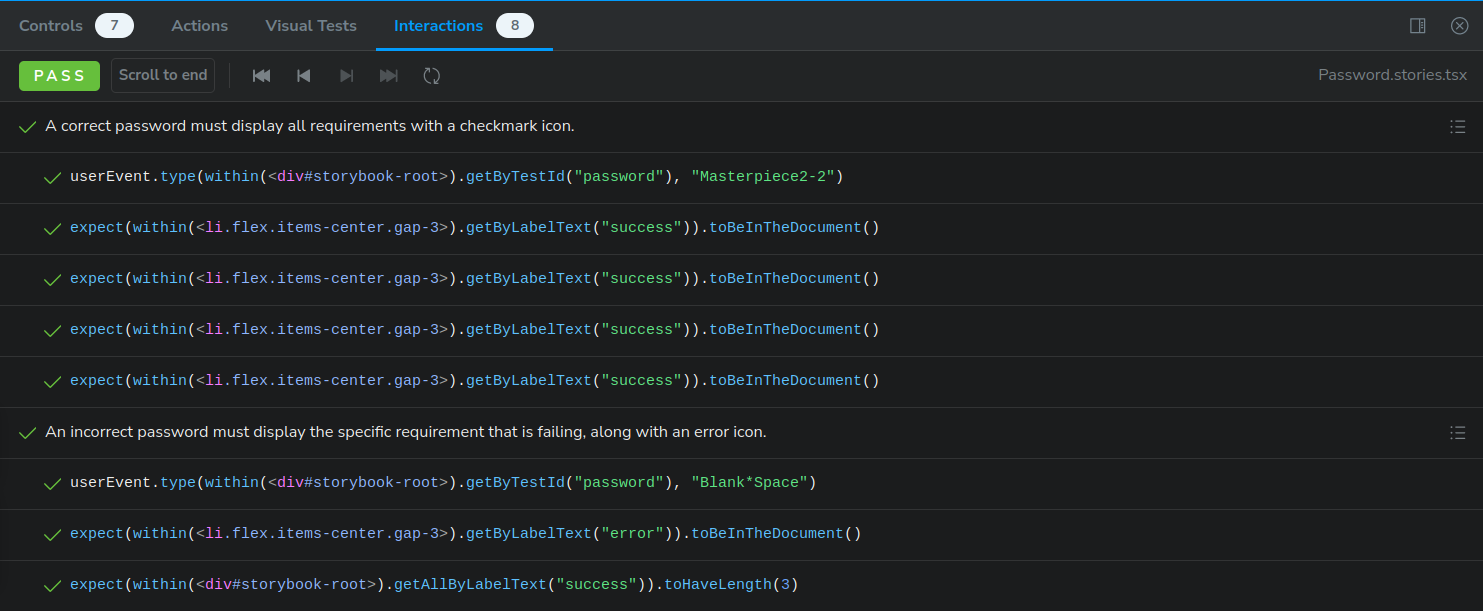 Controls 7 Actions Visual Tests Interactions 8
PASS Scroll to end Password.stories.tsx
A correct password must display all requirements with a checkmark icon.
userEvent.type(within(<div#storybook-root>).getByTestId("password"), "Masterpiece2-2")
expect(within(<li.flex.items-center.gap-3>).getByLabelText("success")).toBeInTheDocument()
expect(within(<li.flex.items-center.gap-3>).getByLabelText("success")).toBeInTheDocument()
expect(within(<li.flex.items-center.gap-3>).getByLabelText("success")).toBeInTheDocument()
expect(within(<li.flex.items-center.gap-3>).getByLabelText("success")).toBeInTheDocument()
An incorrect password must display the specific requirement that is failing, along with an error icon.
userEvent.type(within(<div#storybook-root>).getByTestId("password"), "Blank*Space")
expect(within(<li.flex.items-center.gap-3>).getByLabelText("error")).toBeInTheDocument()
expect(within(<div#storybook-root>).getAllByLabelText("success")).toHaveLength(3)